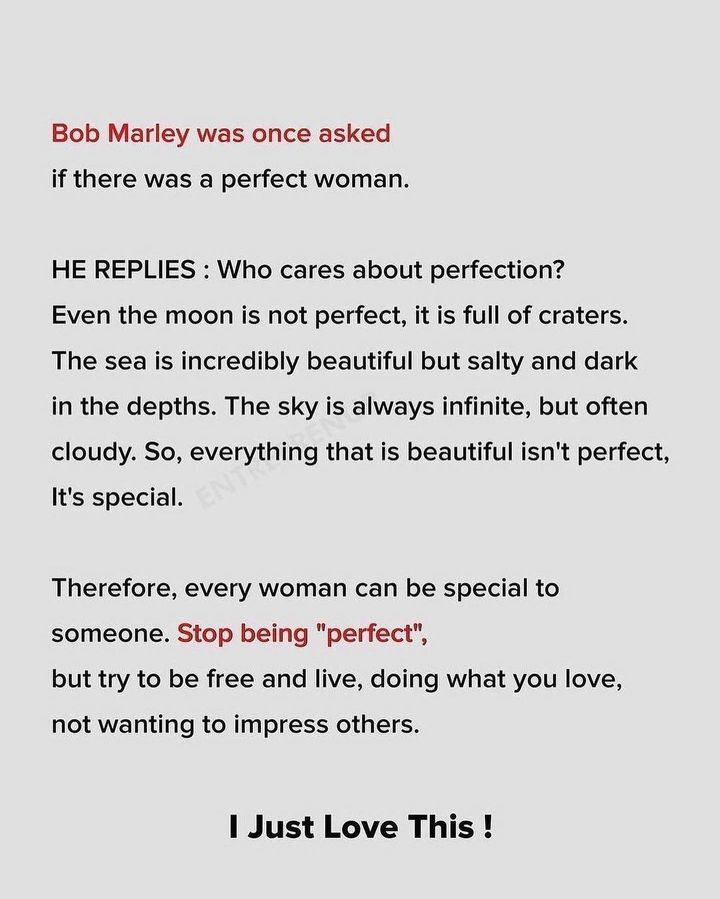 Bob Marley was once asked
if there was a perfect woman.
HE REPLIES : Who cares about perfection?
Even the moon is not perfect, it is full of craters.
The sea is incredibly beautiful but salty and dark
in the depths. The sky is always infinite, but often
cloudy. So, everything that is beautiful isn't perfect,
It's special.
Therefore, every woman can be special to
someone. Stop being "perfect",
but try to be free and live, doing what you love,
not wanting to impress others.
I Just Love This !